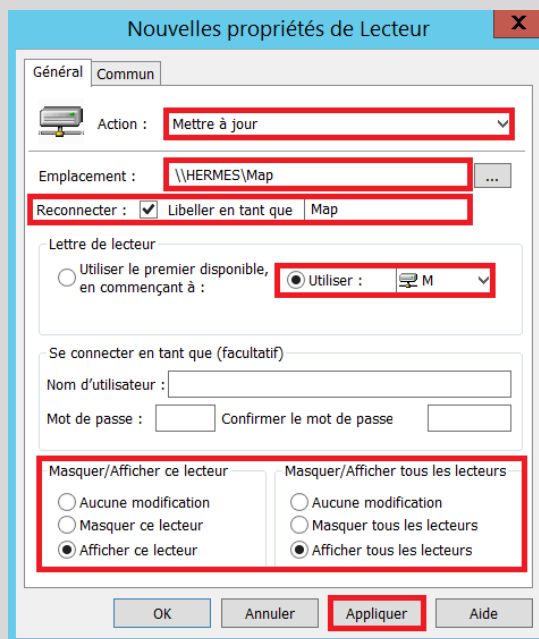 Nouvelles propriétés de Lecteur
X
Général Commun
Action : Mettre à jour
Emplacement : \\HERMES\Map ...
Reconnecter : Libeller en tant que Map
Lettre de lecteur
Utiliser le premier disponible, en commençant à :
Utiliser : M
Se connecter en tant que (facultatif)
Nom d'utilisateur :
Mot de passe : Confirmer le mot de passe
Masquer/Afficher ce lecteur Masquer/Afficher tous les lecteurs
Aucune modification Aucune modification
Masquer ce lecteur Masquer tous les lecteurs
Afficher ce lecteur Afficher tous les lecteurs
OK Annuler Appliquer Aide